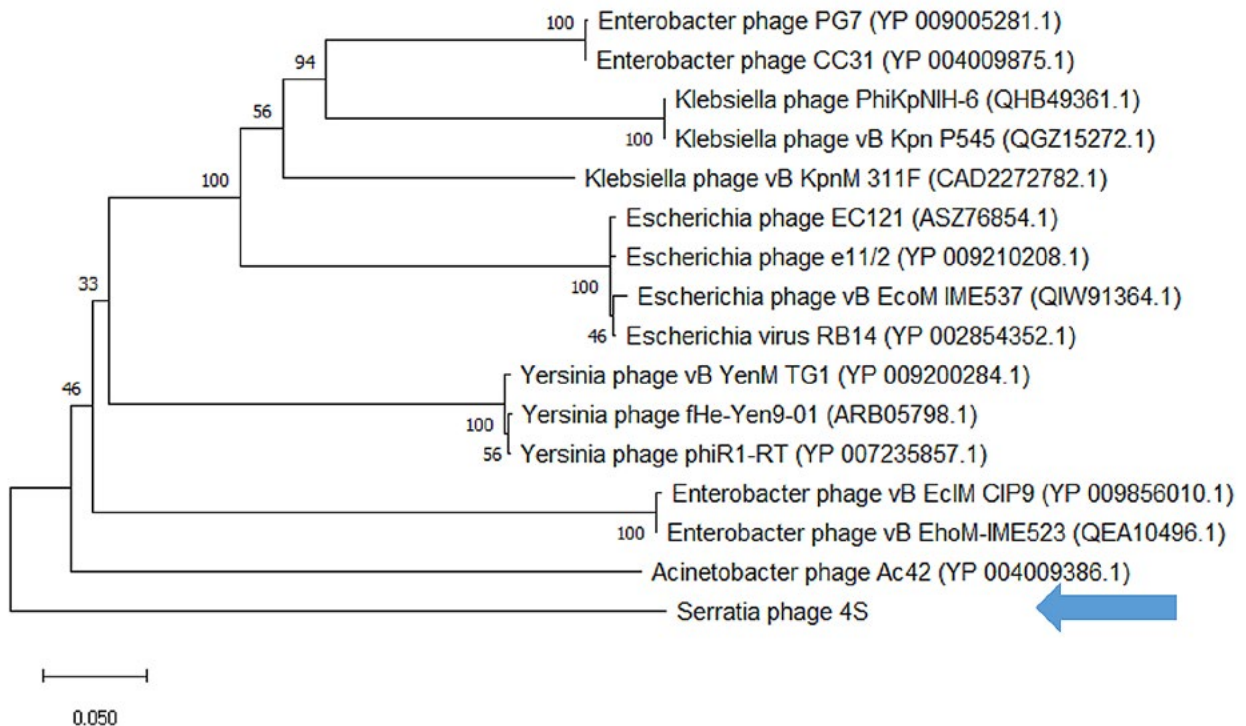 100
Enterobacter phage PG7 (YP 009005281.1)
Enterobacter phage CC31 (YP 004009875.1)
94
Klebsiella phage PhiKpNIH-6 (QHB49361.1)
56
100
Klebsiella phage vB Kpn P545 (QGZ15272.1)
Klebsiella phage vB KpnM 311F (CAD2272782.1)
100
Escherichia phage EC121 (ASZ76854.1)
Escherichia phage e11/2 (YP 009210208.1)
100
33
Escherichia phage vB EcoM IME537 (QIW91364.1)
46
Escherichia virus RB14 (YP 002854352.1)
Yersinia phage vB YenM TG1 (YP 009200284.1)
46
Yersinia phage fHe-Yen9-01 (ARB05798.1)
100
56
Yersinia phage phiR1-RT (YP 007235857.1)
Enterobacter phage vB EclM CIP9 (YP 009856010.1)
100
Enterobacter phage vB EhoM-IME523 (QEA10496.1)
Acinetobacter phage Ac42 (YP 004009386.1)
Serratia phage 4S
0.050